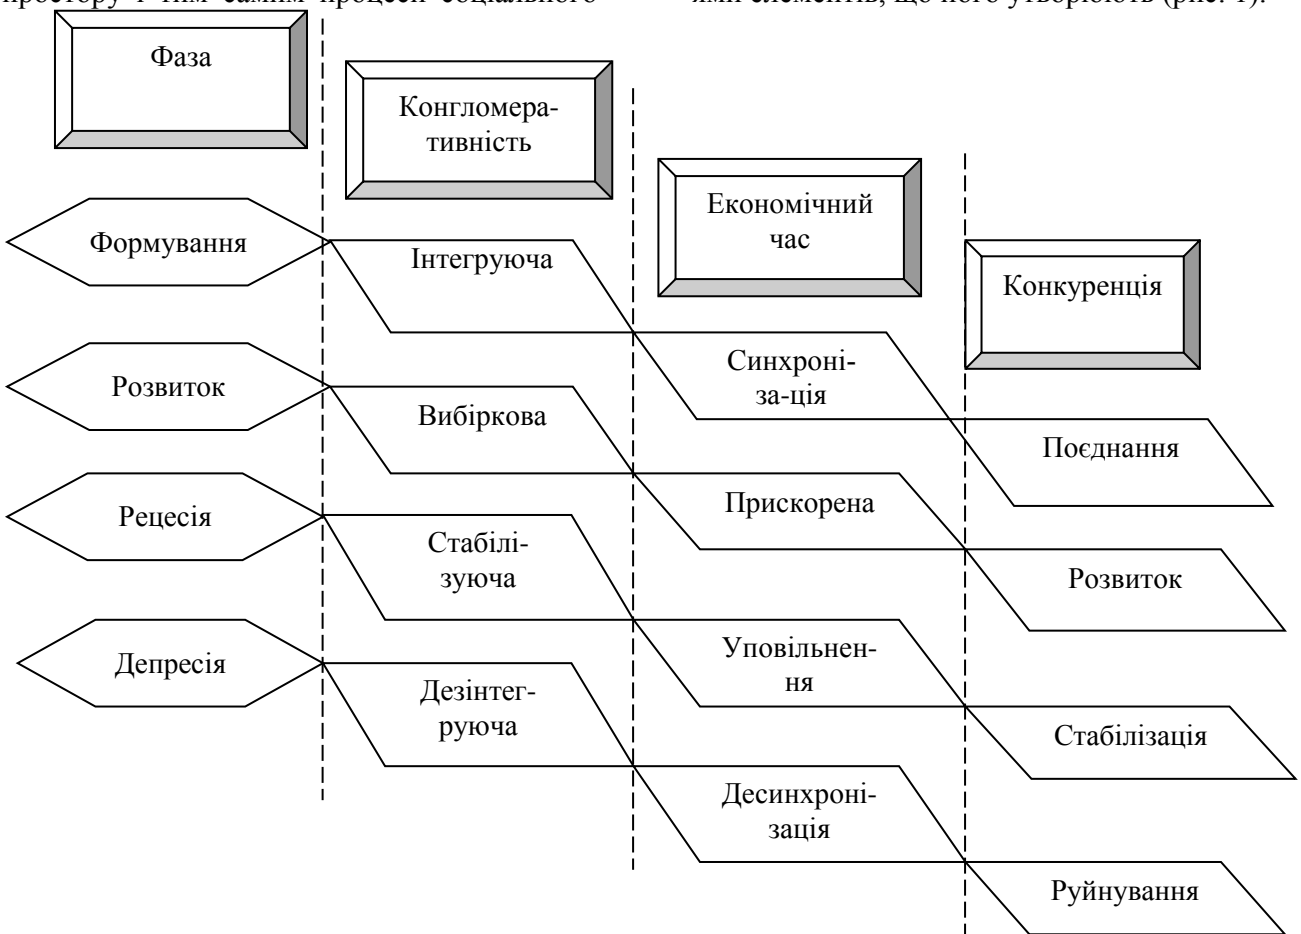 простору і тим самим процеси соціального
ями елементів, що його утворюють (рис. 1).
Фаза
Конгломера-
тивність
Економічний
час
Конкуренція
Формування
Інтегруюча
Синхроні-
за-ція
Поєднання
Розвиток
Вибіркова
Прискорена
Розвиток
Рецесія
Стабілі-
зуюча
Уповільнен-
ня
Стабілізація
Депресія
Дезінтег-
руюча
Десинхроні-
зація
Руйнування